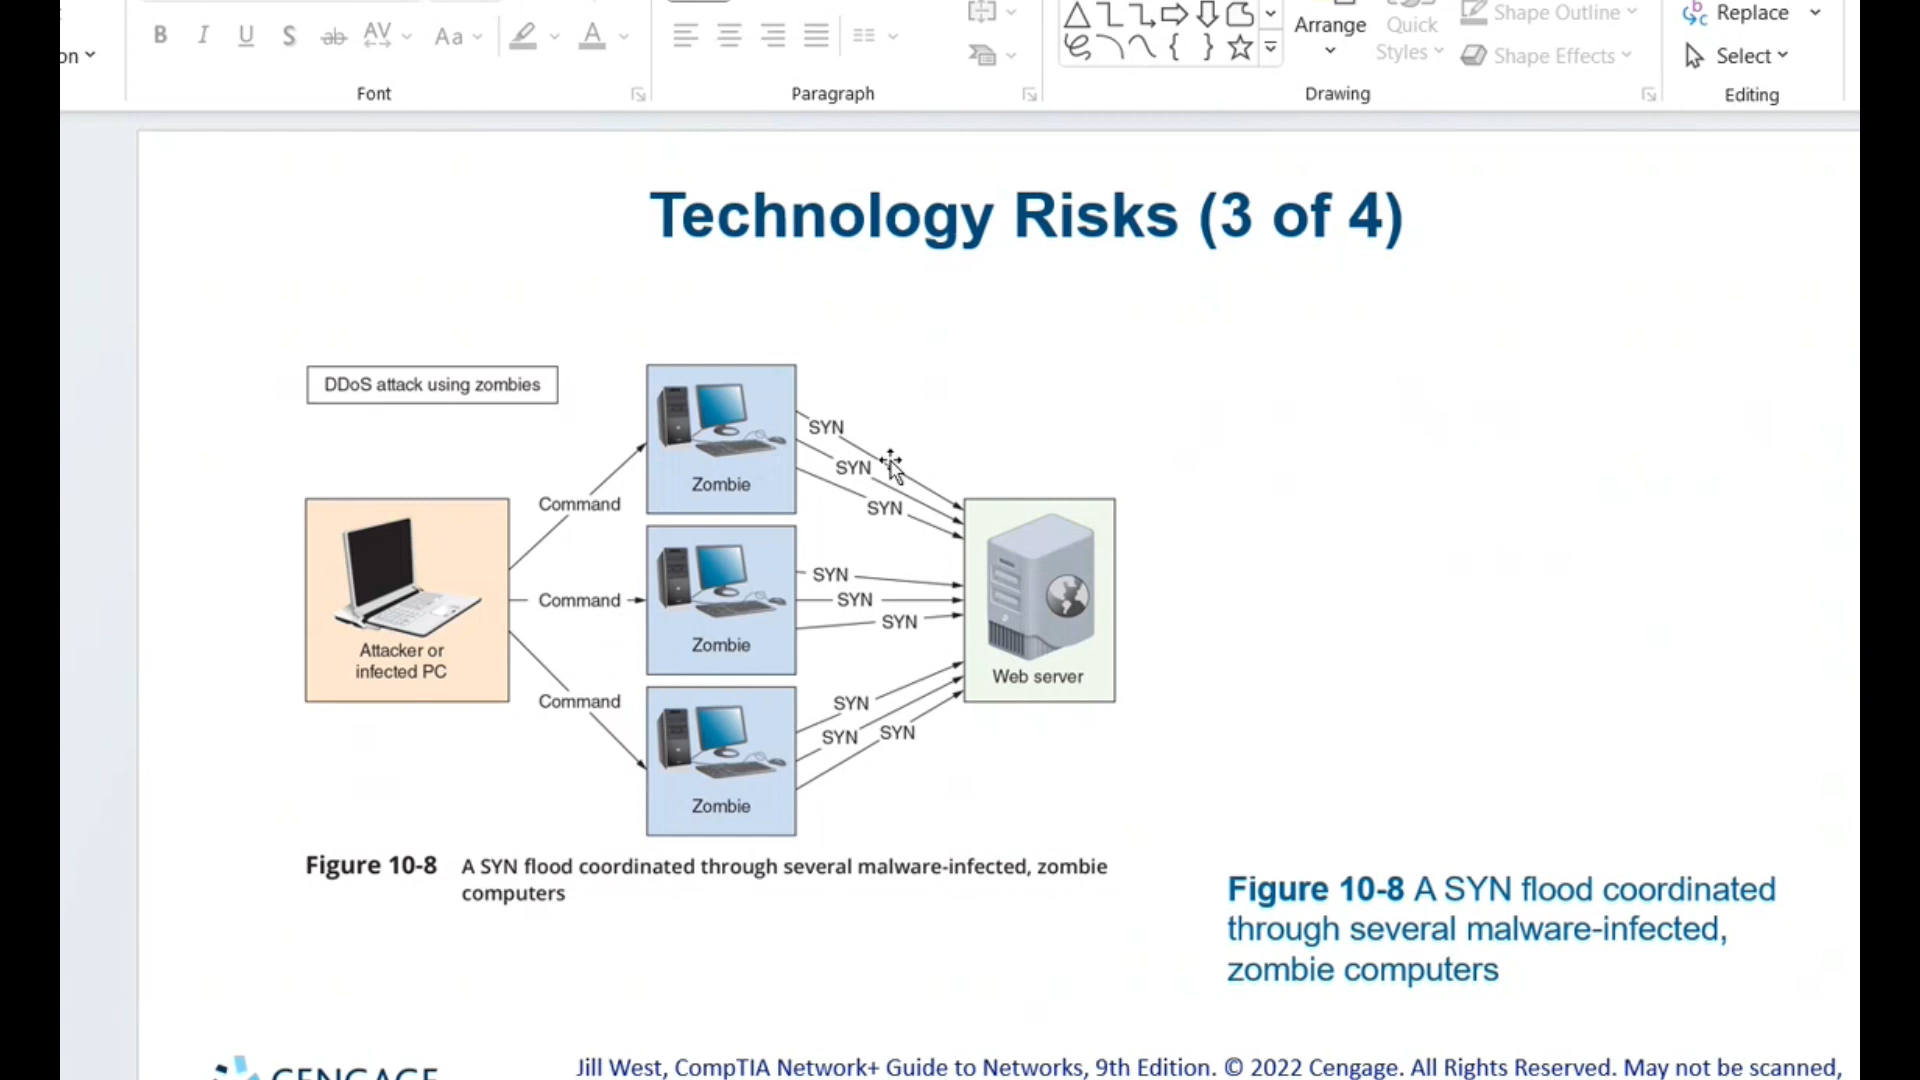 on
B I U S ab AV Aa A
Font
Paragraph
Arrange
Quick
Styles
Shape Outline
Shape Effects
Drawing
Replace
Select
Editing
Technology Risks (3 of 4)
DDoS attack using zombies
Zombie
SYN
SYN
SYN
Command
Attacker or
infected PC
Command
Zombie
SYN
SYN
SYN
Web server
Command
Zombie
SYN
SYN
SYN
Figure 10-8 A SYN flood coordinated through several malware-infected, zombie
computers
Figure 10-8 A SYN flood coordinated
through several malware-infected,
zombie computers
CENGAGE
Jill West, CompTIA Network+ Guide to Networks, 9th Edition. © 2022 Cengage. All Rights Reserved. May not be scanned,